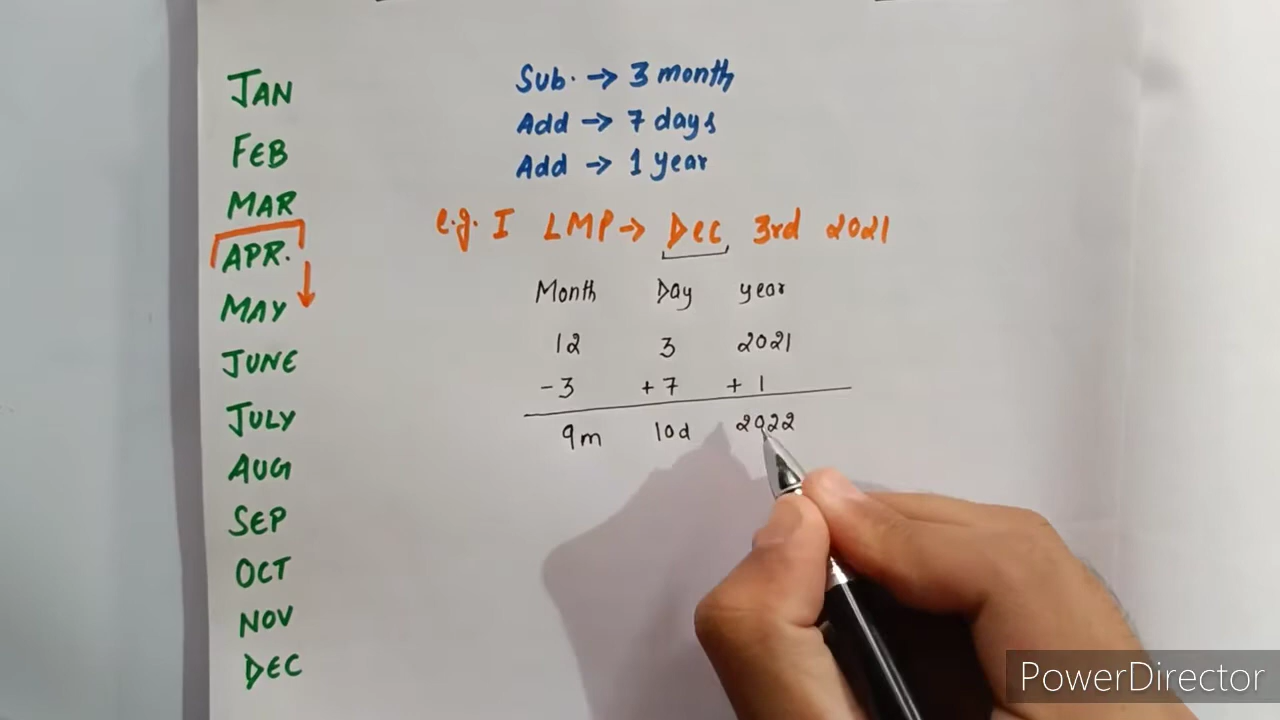 JAN
FEB
MAR
APR.
MAY
JUNE
JULY
AUG
SEP
OCT
NOV
DEC
Sub. → 3 month
Add → 7 days
Add → 1 year
e.g. I LMP → Dec 3rd 2021
Month Day year
12 3 2021
-3 +7 +1
9m 10d 2022
PowerDirector